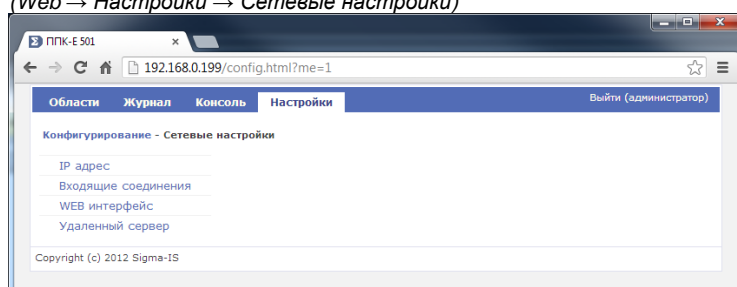 (Web → Настройки → Сетевые настройки)
ППК-Е 501
192.168.0.199/config.html?me=1
Области Журнал Консоль Настройки Выйти (администратор)
Конфигурирование - Сетевые настройки
IP адрес
Входящие соединения
WEB интерфейс
Удаленный сервер
Copyright (c) 2012 Sigma-IS